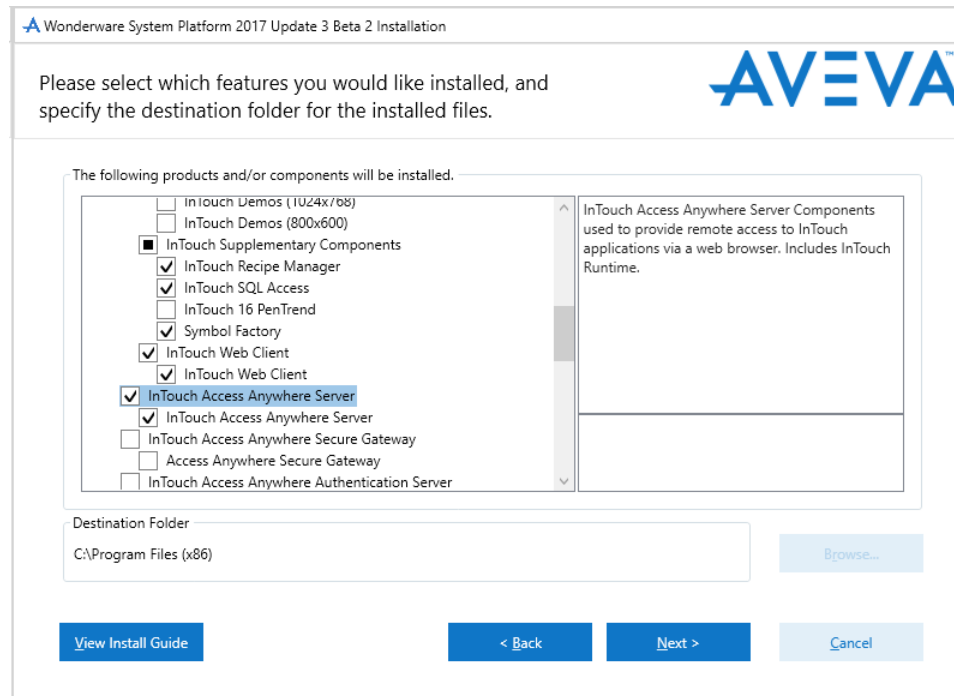 Wonderware System Platform 2017 Update 3 Beta 2 Installation
Please select which features you would like installed, and
specify the destination folder for the installed files.
AVEVA™
The following products and/or components will be installed.
InTouch Demos (1024x768)
InTouch Demos (800x600)
InTouch Supplementary Components
InTouch Recipe Manager
InTouch SQL Access
InTouch 16 PenTrend
Symbol Factory
InTouch Web Client
InTouch Web Client
InTouch Access Anywhere Server
InTouch Access Anywhere Server
InTouch Access Anywhere Secure Gateway
Access Anywhere Secure Gateway
InTouch Access Anywhere Authentication Server
InTouch Access Anywhere Server Components
used to provide remote access to InTouch
applications via a web browser. Includes InTouch
Runtime.
Destination Folder
C:\Program Files (x86)
Browse...
View Install Guide
< Back
Next >
Cancel